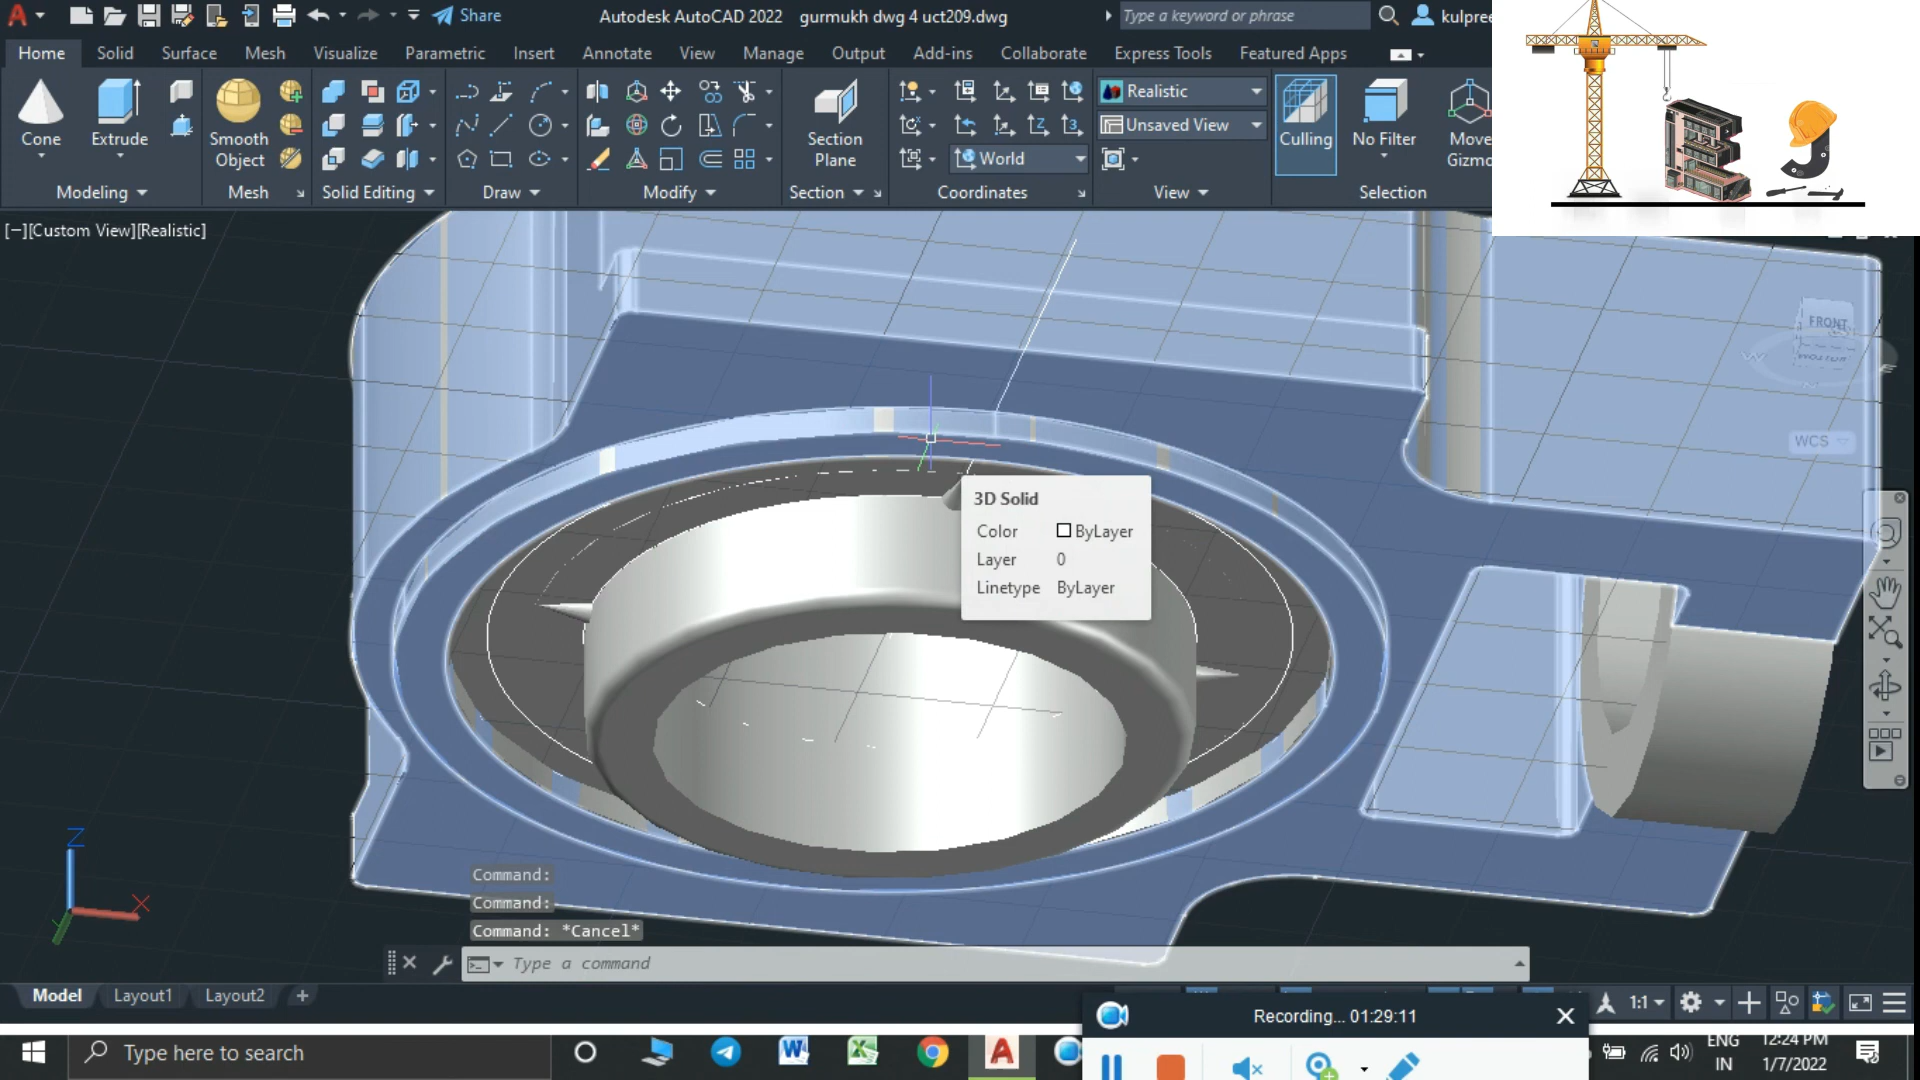 Share
Autodesk AutoCAD 2022 gurmukh dwg 4 uct209.dwg
Type a keyword or phrase
kulpree
Home Solid Surface Mesh Visualize Parametric Insert Annotate View Manage Output Add-ins Collaborate Express Tools Featured Apps
Cone
Extrude
Smooth
Object
Section
Plane
Realistic
Unsaved View
World
Culling
No Filter
Move
Gizmo
Modeling
Mesh
Solid Editing
Draw
Modify
Section
Coordinates
View
Selection
[−][Custom View][Realistic]
FRONT
WCS
3D Solid
Color ByLayer
Layer 0
Linetype ByLayer
Z
X
Y
Command:
Command:
Command: *Cancel*
Type a command
Model Layout1 Layout2
1:1
Recording... 01:29:11
Type here to search
ENG
IN
12:24 PM
1/7/2022